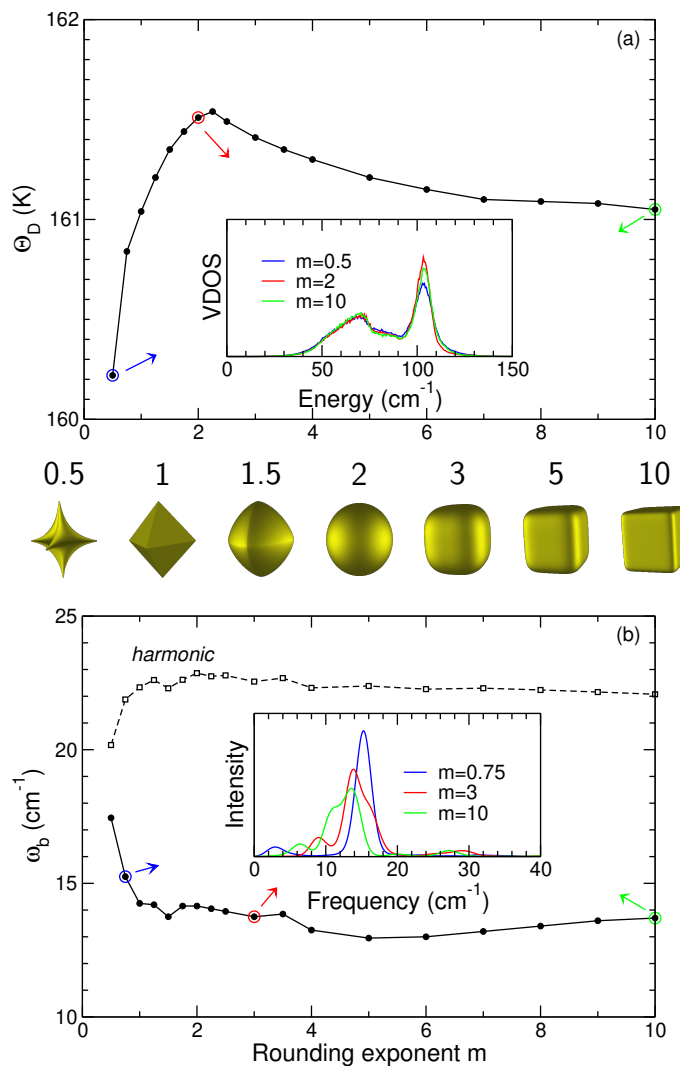 162
(a)
161
Θ_D (K)
m=0.5
m=2
m=10
VDOS
0 50 100 150
Energy (cm⁻¹)
160
0 2 4 6 8 10
0.5 1 1.5 2 3 5 10
25
(b)
harmonic
20
ω_b (cm⁻¹)
m=0.75
m=3
m=10
Intensity
0 10 20 30 40
Frequency (cm⁻¹)
15
10
0 2 4 6 8 10
Rounding exponent m